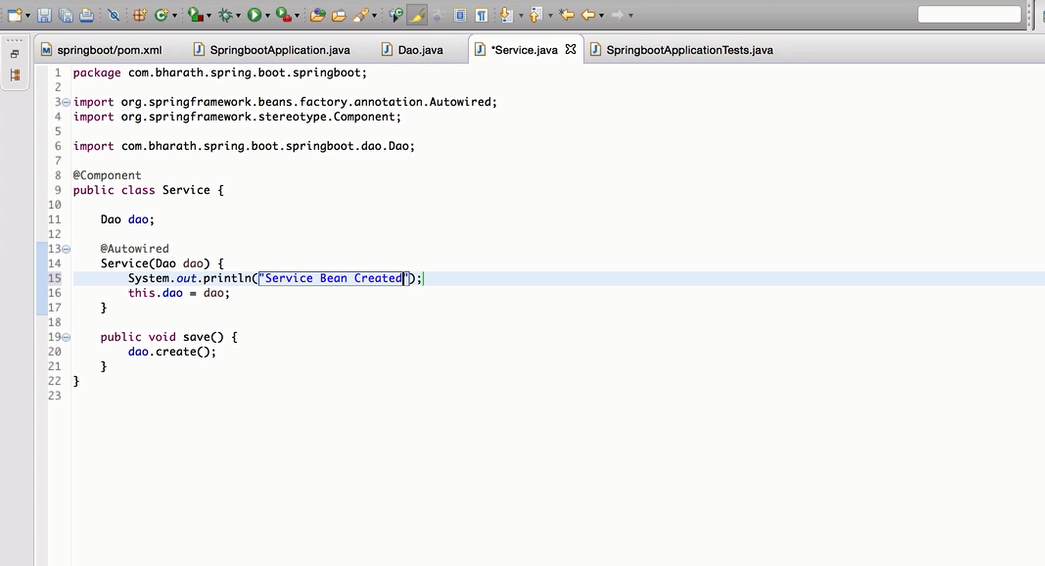 springboot/pom.xml
SpringbootApplication.java
Dao.java
*Service.java
SpringbootApplicationTests.java
1 package com.bharath.spring.boot.springboot;
2
3 import org.springframework.beans.factory.annotation.Autowired;
4 import org.springframework.stereotype.Component;
5
6 import com.bharath.spring.boot.springboot.dao.Dao;
7
8 @Component
9 public class Service {
10
11 Dao dao;
12
13 @Autowired
14 Service(Dao dao) {
15 System.out.println("Service Bean Created");
16 this.dao = dao;
17 }
18
19 public void save() {
20 dao.create();
21 }
22 }
23